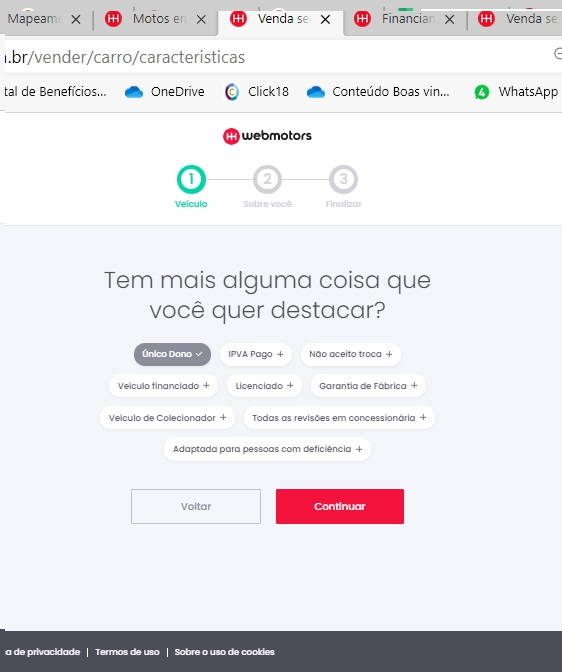 Mapeam
Motos en
Venda se
Financian
Venda se
.br/vender/carro/caracteristicas
tal de Benefícios...
OneDrive
Click18
Conteúdo Boas vin...
4 WhatsApp
webmotors
1 2 3
Veículo Sobre você Finalizar
Tem mais alguma coisa que
você quer destacar?
Único Dono
IPVA Pago +
Não aceito troca +
Veículo financiado +
Licenciado +
Garantia de Fábrica +
Veículo de Colecionador +
Todas as revisões em concessionária +
Adaptada para pessoas com deficiência +
Voltar
Continuar
a de privacidade | Termos de uso | Sobre o uso de cookies